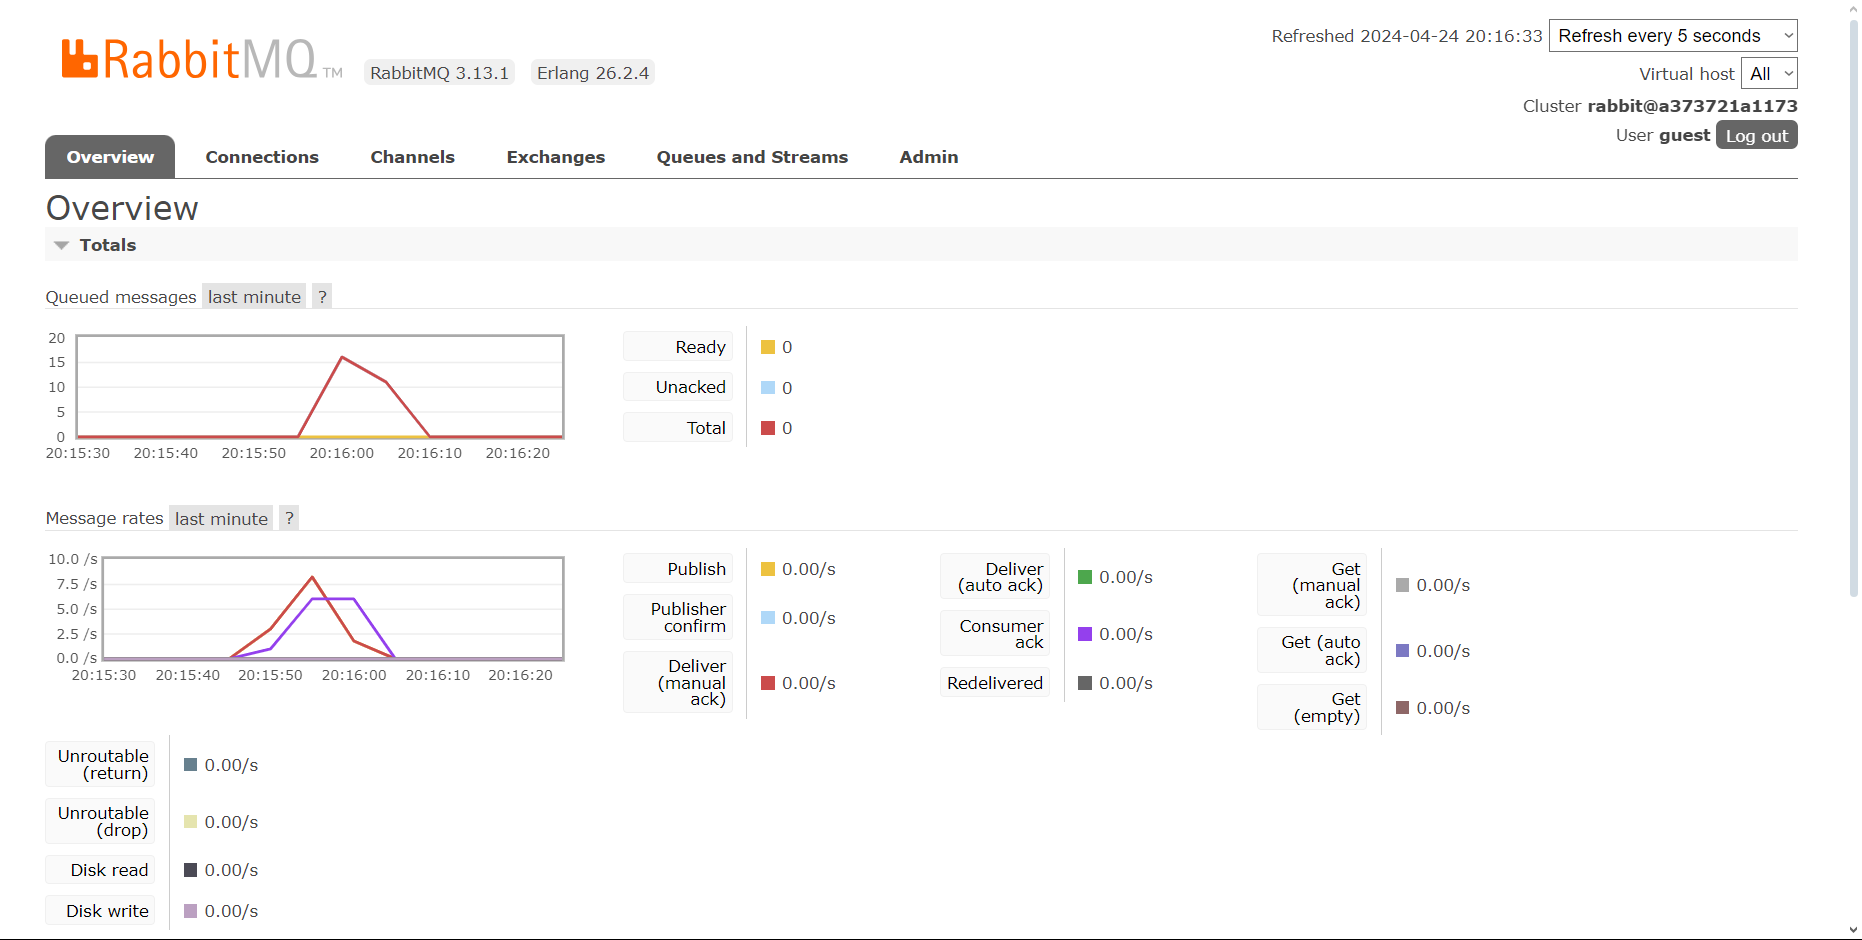 RabbitMQ TM RabbitMQ 3.13.1 Erlang 26.2.4
Refreshed 2024-04-24 20:16:33 Refresh every 5 seconds
Virtual host All
Cluster rabbit@a373721a1173
User guest Log out
Overview Connections Channels Exchanges Queues and Streams Admin
Overview
Totals
Queued messages last minute ?
20
15
10
5
0
20:15:30 20:15:40 20:15:50 20:16:00 20:16:10 20:16:20
Ready 0
Unacked 0
Total 0
Message rates last minute ?
10.0 /s
7.5 /s
5.0 /s
2.5 /s
0.0 /s
20:15:30 20:15:40 20:15:50 20:16:00 20:16:10 20:16:20
Publish 0.00/s
Publisher
confirm 0.00/s
Deliver
(manual
ack) 0.00/s
Deliver
(auto ack) 0.00/s
Consumer
ack 0.00/s
Redelivered 0.00/s
Get
(manual
ack) 0.00/s
Get (auto
ack) 0.00/s
Get
(empty) 0.00/s
Unroutable
(return) 0.00/s
Unroutable
(drop) 0.00/s
Disk read 0.00/s
Disk write 0.00/s